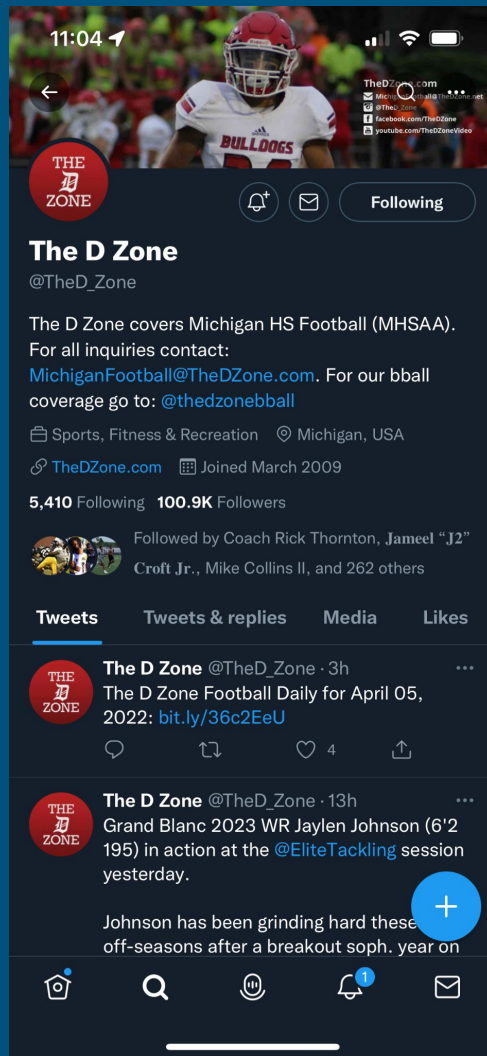 11:04
TheDZone.com
MichiganFootball@TheDZone.net
@TheD_Zone
facebook.com/TheDZone
youtube.com/TheDZoneVideo
BULLDOGS
THE
D
ZONE
Following
The D Zone
@TheD_Zone
The D Zone covers Michigan HS Football (MHSAA).
For all inquiries contact:
MichiganFootball@TheDZone.com. For our bball
coverage go to: @thedzonebball
Sports, Fitness & Recreation Michigan, USA
TheDZone.com Joined March 2009
5,410 Following 100.9K Followers
Followed by Coach Rick Thornton, Jameel “J2”
Croft Jr., Mike Collins II, and 262 others
Tweets Tweets & replies Media Likes
THE
D
ZONE
The D Zone @TheD_Zone · 3h
The D Zone Football Daily for April 05,
2022: bit.ly/36c2EeU
4
THE
D
ZONE
The D Zone @TheD_Zone · 13h
Grand Blanc 2023 WR Jaylen Johnson (6'2
195) in action at the @EliteTackling session
yesterday.
Johnson has been grinding hard these
off-seasons after a breakout soph. year on
1